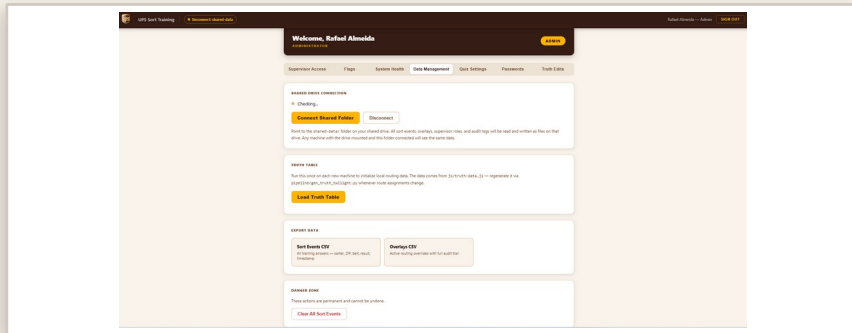 UPS Sort Training
Reconnect shared-data
Rafael Almeida — Admin
SIGN OUT
Welcome, Rafael Almeida
ADMINISTRATOR
ADMIN
Supervisor Access
Flags
System Health
Data Management
Quiz Settings
Passwords
Truth Edits
SHARED DRIVE CONNECTION
Checking…
Connect Shared Folder
Disconnect
Point to the shared-data/ folder on your shared drive. All sort events, overlays, supervisor roles, and audit logs will be read and written as files on that
drive. Any machine with the drive mounted and this folder connected will see the same data.
TRUTH TABLE
Run this once on each new machine to initialize local routing data. The data comes from js/truth-data.js — regenerate it via
whenever route assignments change.
Load Truth Table
EXPORT DATA
Sort Events CSV
All training answers — sorter, ZIP, belt, result,
timestamp
Overlays CSV
Active routing overrides with full audit trail
DANGER ZONE
These actions are permanent and cannot be undone.
Clear All Sort Events